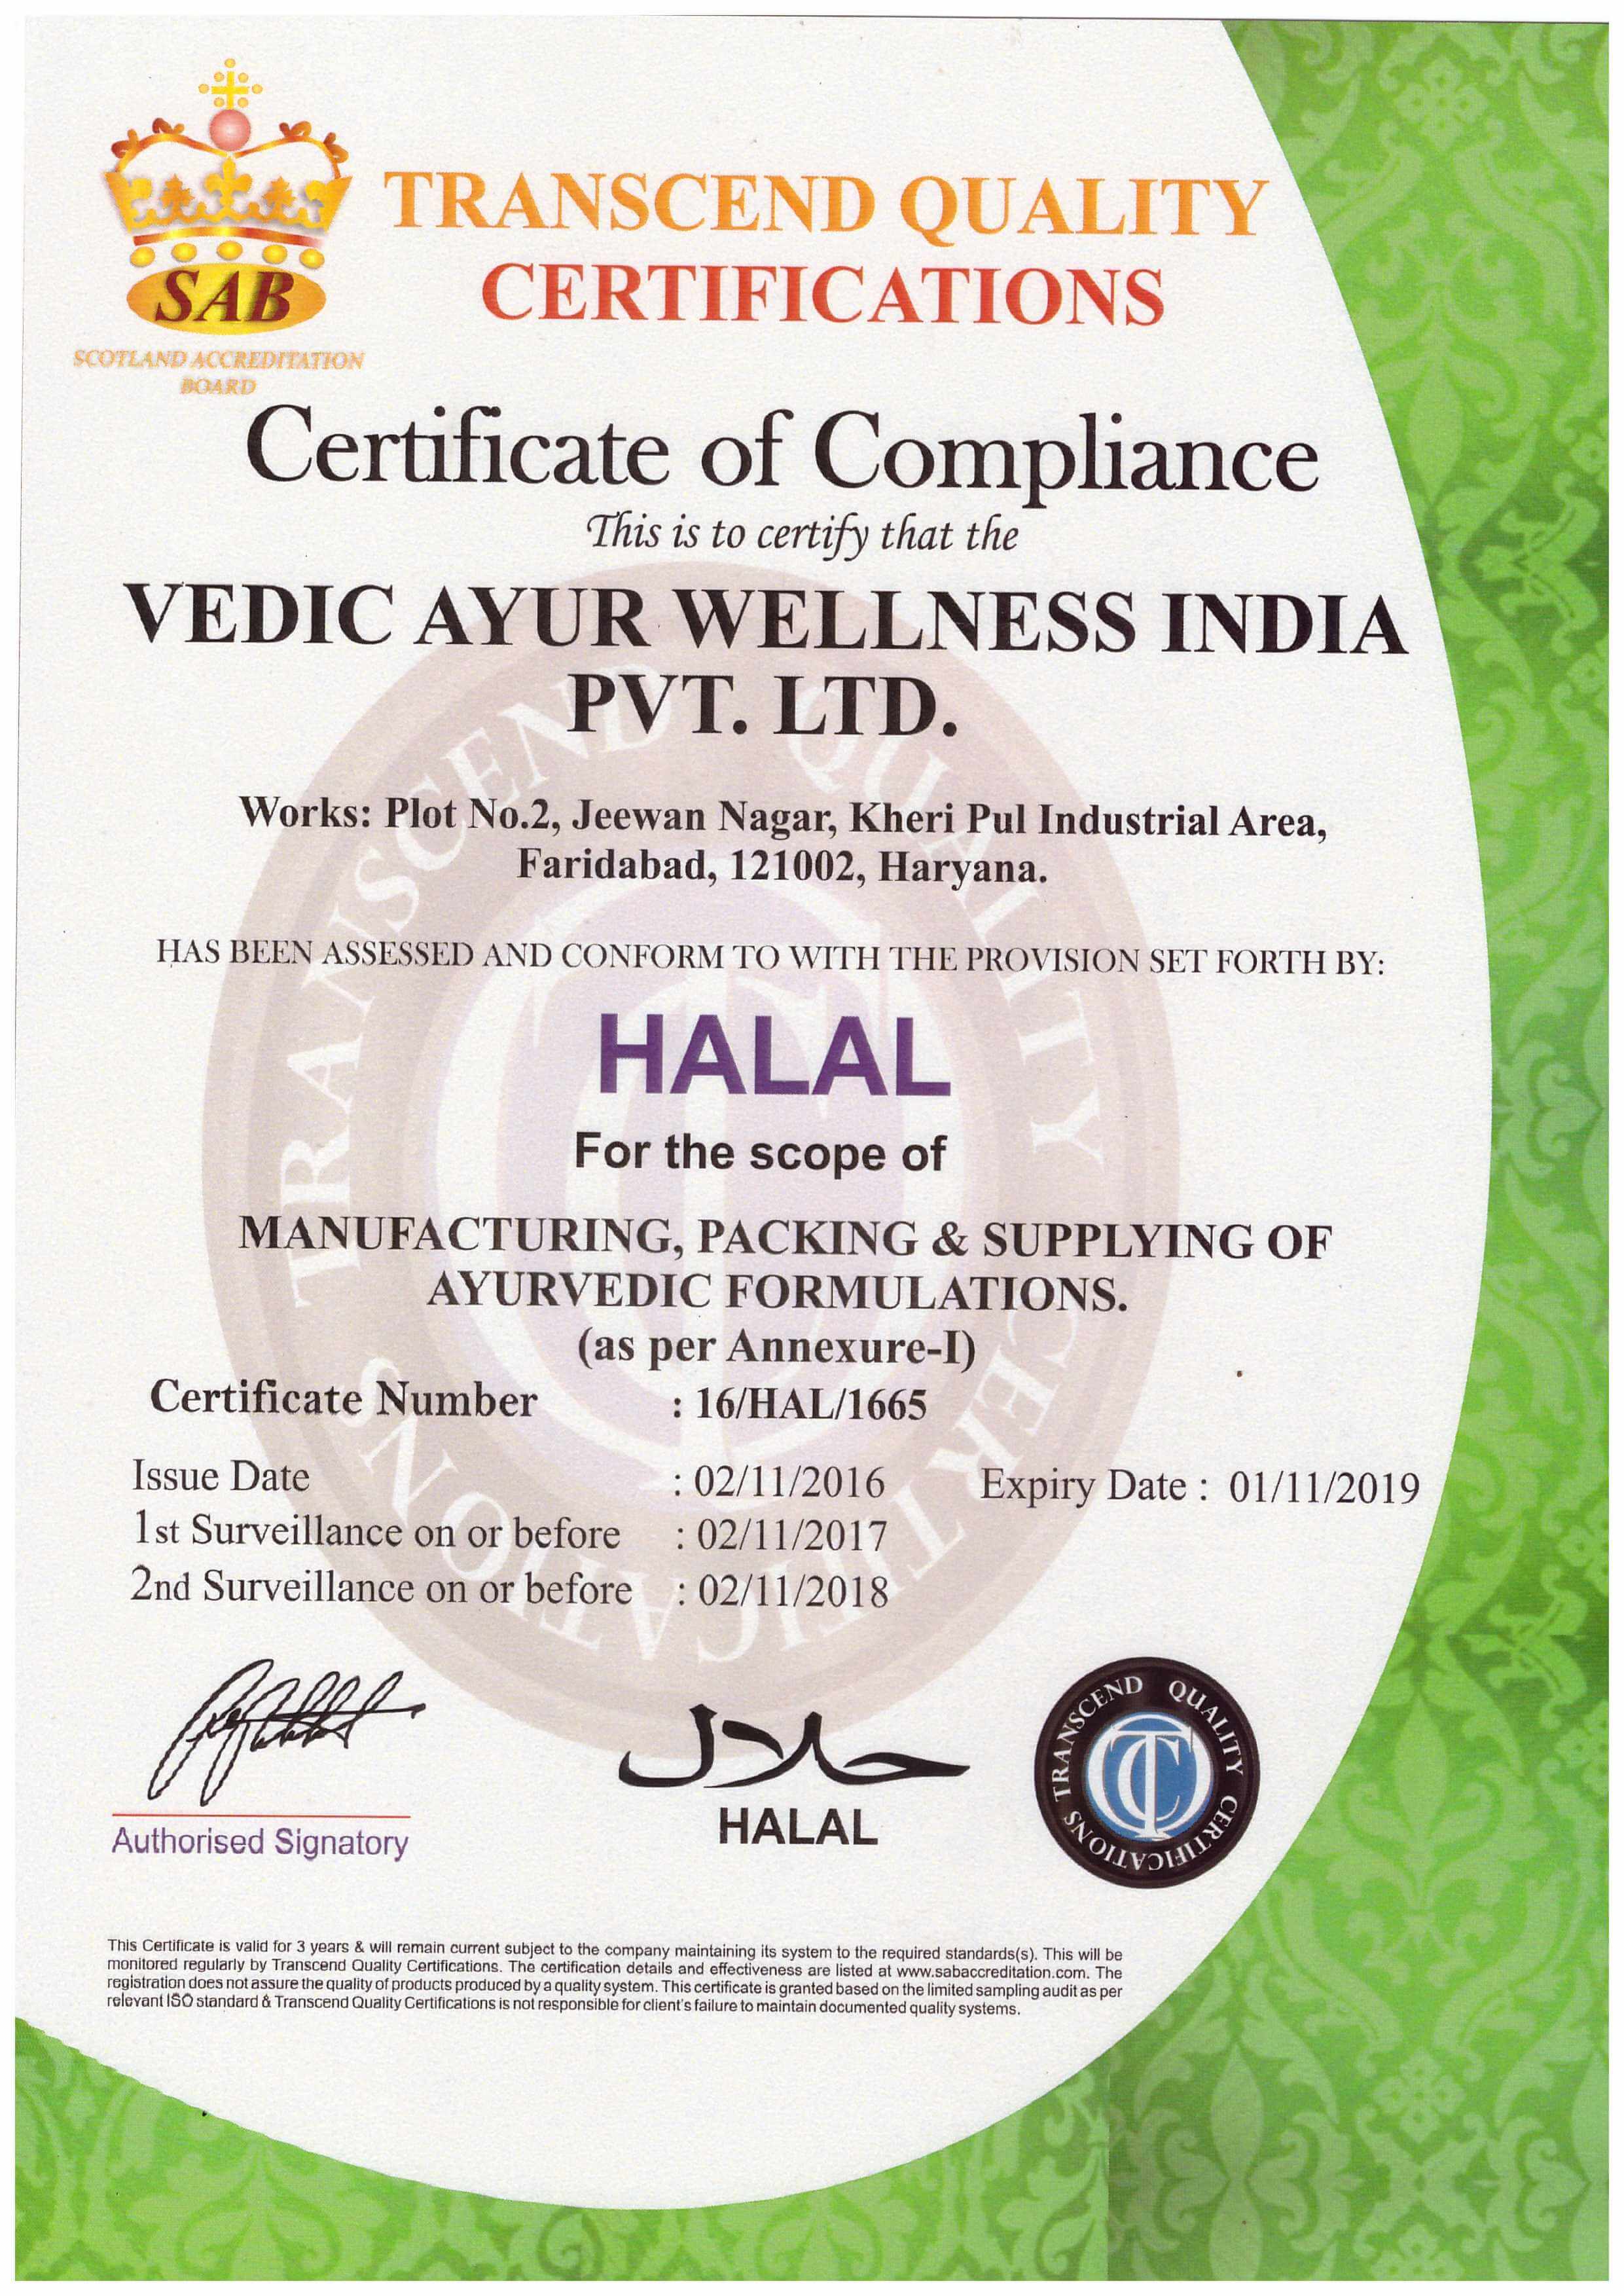 SAB
SCOTLAND ACCREDITATION
BOARD
TRANSCEND QUALITY
CERTIFICATIONS
Certificate of Compliance
This is to certify that the
VEDIC AYUR WELLNESS INDIA
PVT. LTD.
Works: Plot No.2, Jeewan Nagar, Kheri Pul Industrial Area,
Faridabad, 121002, Haryana.
HAS BEEN ASSESSED AND CONFORM TO WITH THE PROVISION SET FORTH BY:
HALAL
For the scope of
MANUFACTURING, PACKING & SUPPLYING OF
AYURVEDIC FORMULATIONS.
(as per Annexure-I)
Certificate Number : 16/HAL/1665
Issue Date : 02/11/2016 Expiry Date : 01/11/2019
1st Surveillance on or before : 02/11/2017
2nd Surveillance on or before : 02/11/2018
Authorised Signatory
حلال
HALAL
TRANSCEND QUALITY CERTIFICATIONS
This Certificate is valid for 3 years & will remain current subject to the company maintaining its system to the required standards(s). This will be
monitored regularly by Transcend Quality Certifications. The certification details and effectiveness are listed at www.sabaccreditation.com. The
registration does not assure the quality of products produced by a quality system. This certificate is granted based on the limited sampling audit as per
relevant ISO standard & Transcend Quality Certifications is not responsible for client's failure to maintain documented quality systems.